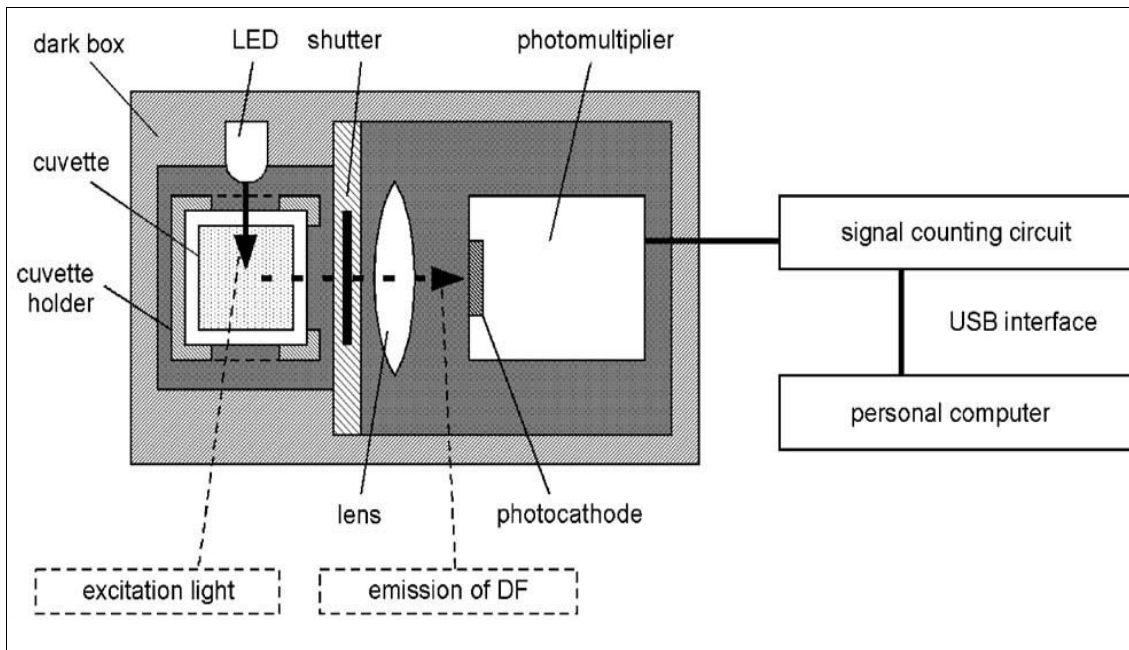 dark box
LED
shutter
photomultiplier
cuvette
cuvette
holder
signal counting circuit
USB interface
personal computer
lens
photocathode
excitation light
emission of DF